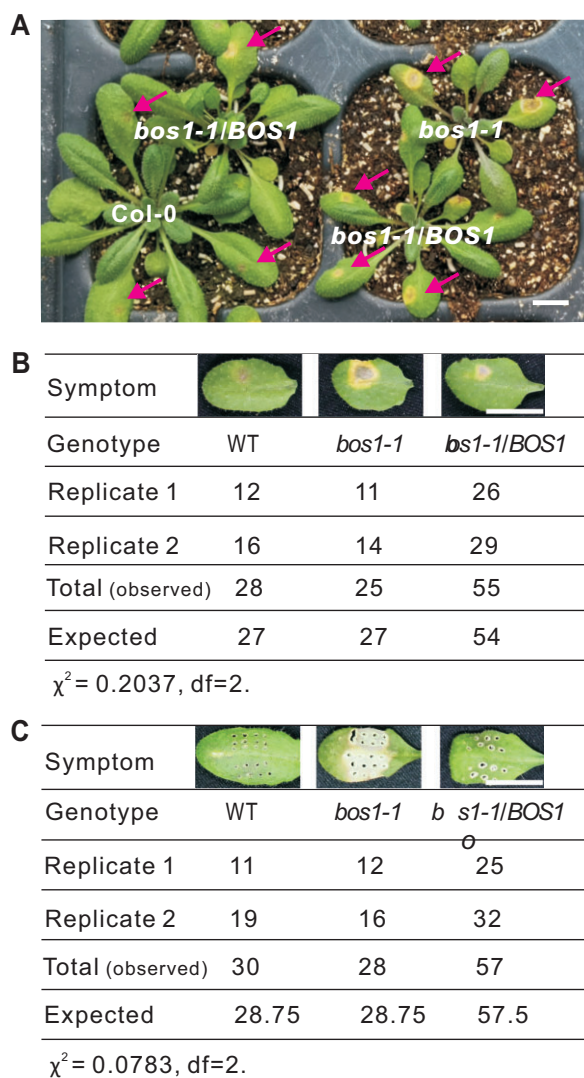 A
bos1-1/BOS1
bos1-1
Col-0
bos1-1/BOS1
B
Symptom
Genotype WT bos1-1 bos1-1/BOS1
Replicate 1 12 11 26
Replicate 2 16 14 29
Total (observed) 28 25 55
Expected 27 27 54
χ² = 0.2037, df=2.
C
Symptom
Genotype WT bos1-1 b s1-1/BOS1
o
Replicate 1 11 12 25
Replicate 2 19 16 32
Total (observed) 30 28 57
Expected 28.75 28.75 57.5
χ² = 0.0783, df=2.